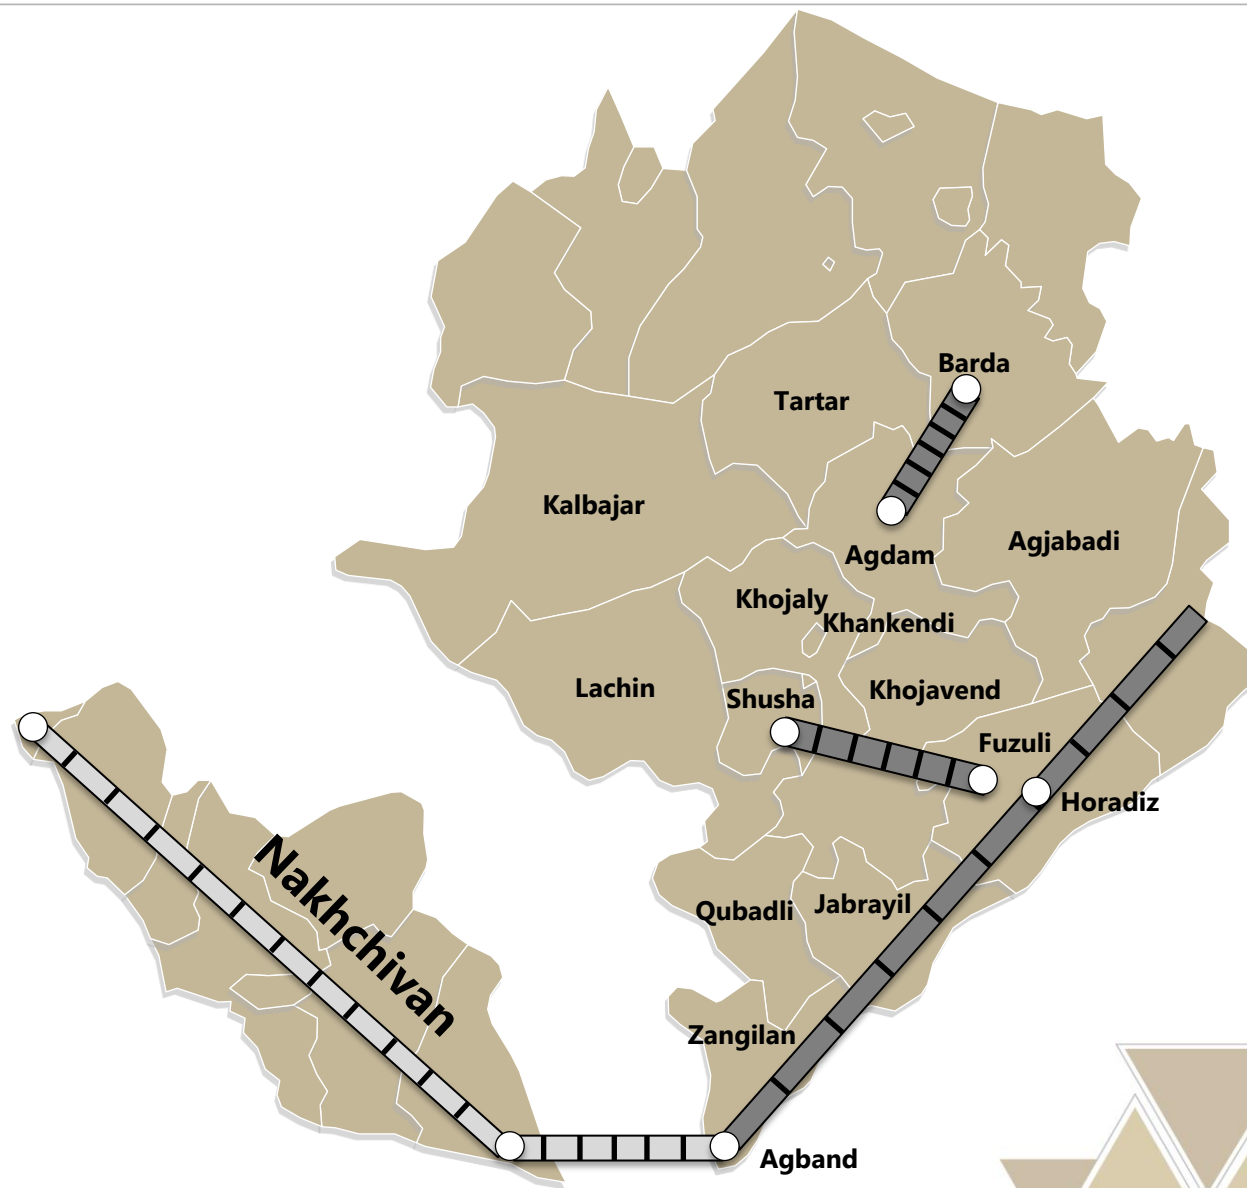 Barda
Tartar
Kalbajar
Agdam
Agjabadi
Khojaly
Khankendi
Lachin
Shusha
Khojavend
Fuzuli
Horadiz
Nakhchivan
Qubadli
Jabrayil
Zangilan
Agband